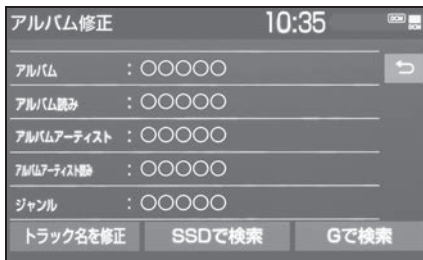 アルバム修正 10:35 DCM
アルバム : ○○○○○
アルバム読み : ○○○○○
アルバムアーティスト : ○○○○○
アルバムアーティスト読み : ○○○○○
ジャンル : ○○○○○
トラック名を修正 SSDで検索 Gで検索